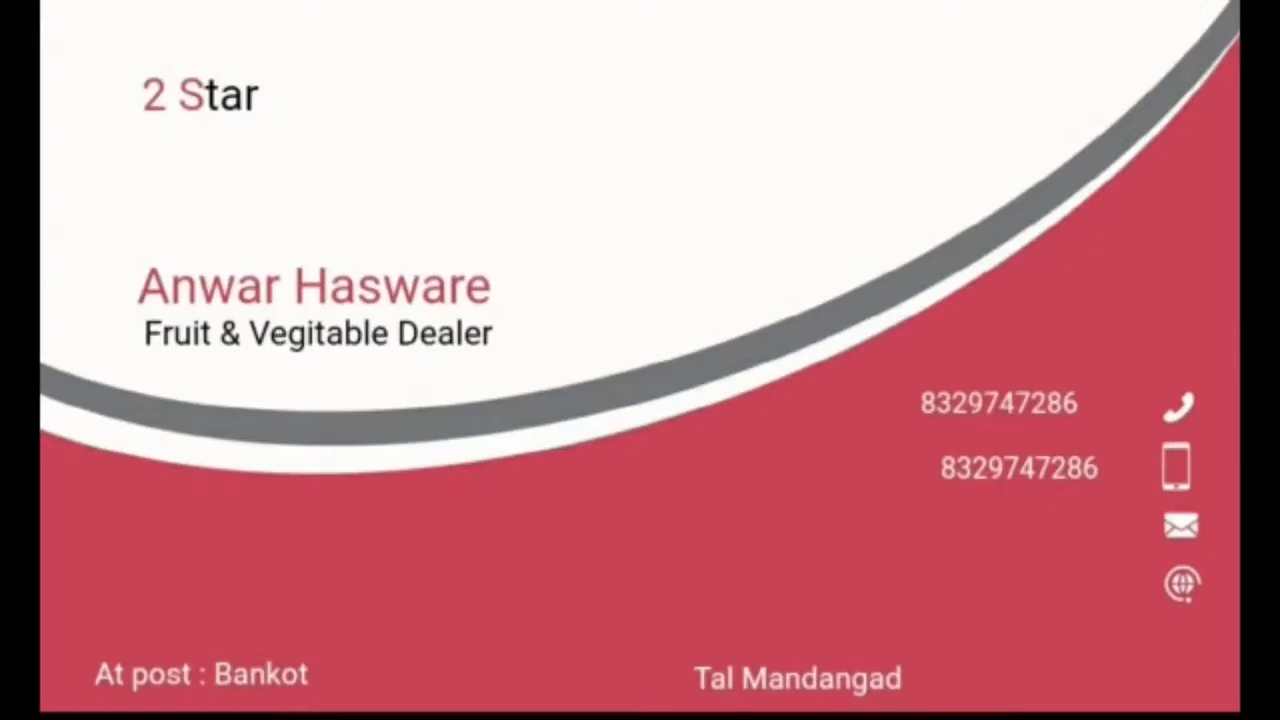 2 Star
Anwar Hasware
Fruit & Vegitable Dealer
8329747286
8329747286
At post : Bankot
Tal Mandangad